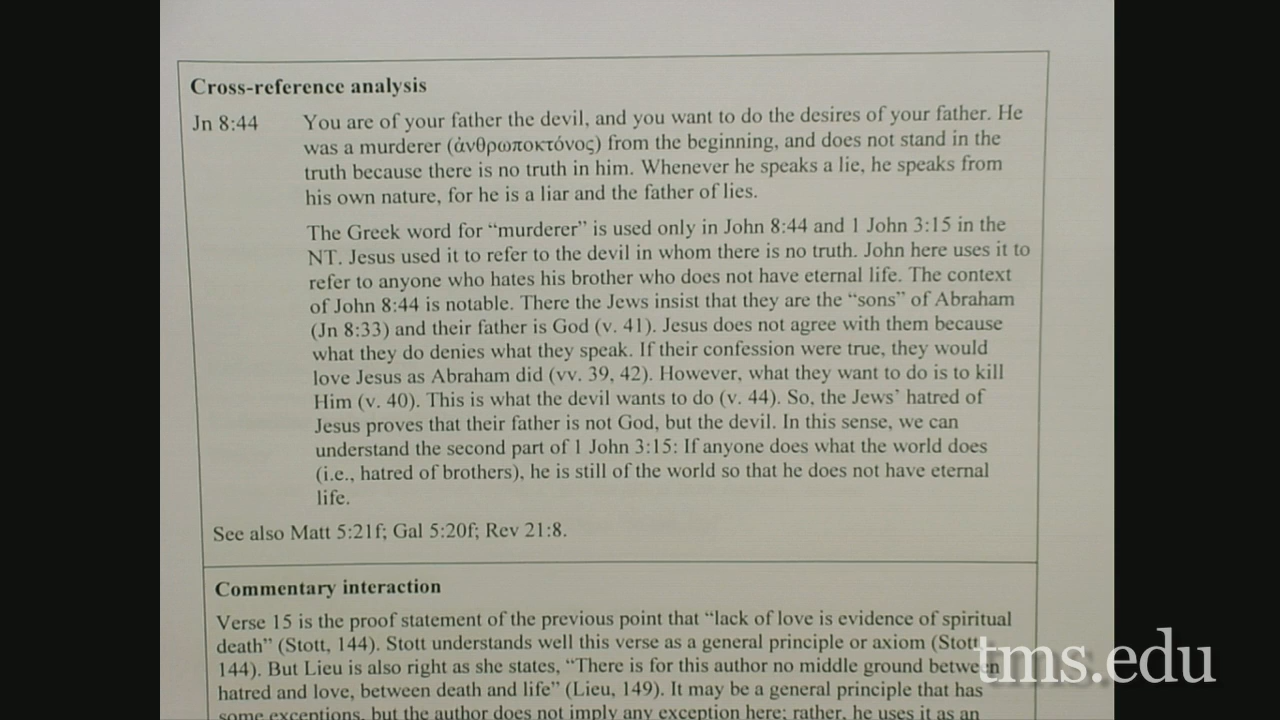 Cross-reference analysis
Jn 8:44 You are of your father the devil, and you want to do the desires of your father. He
was a murderer (ἀνθρωποκτόνος) from the beginning, and does not stand in the
truth because there is no truth in him. Whenever he speaks a lie, he speaks from
his own nature, for he is a liar and the father of lies.
The Greek word for “murderer” is used only in John 8:44 and 1 John 3:15 in the
NT. Jesus used it to refer to the devil in whom there is no truth. John here uses it to
refer to anyone who hates his brother who does not have eternal life. The context
of John 8:44 is notable. There the Jews insist that they are the “sons” of Abraham
(Jn 8:33) and their father is God (v. 41). Jesus does not agree with them because
what they do denies what they speak. If their confession were true, they would
love Jesus as Abraham did (vv. 39, 42). However, what they want to do is to kill
Him (v. 40). This is what the devil wants to do (v. 44). So, the Jews’ hatred of
Jesus proves that their father is not God, but the devil. In this sense, we can
understand the second part of 1 John 3:15: If anyone does what the world does
(i.e., hatred of brothers), he is still of the world so that he does not have eternal
life.
See also Matt 5:21f; Gal 5:20f; Rev 21:8.
Commentary interaction
Verse 15 is the proof statement of the previous point that “lack of love is evidence of spiritual
death” (Stott, 144). Stott understands well this verse as a general principle or axiom (Stott,
144). But Lieu is also right as she states, “There is for this author no middle ground between
hatred and love, between death and life” (Lieu, 149). It may be a general principle that has
some exceptions, but the author does not imply any exception here; rather, he uses it as an
tms.edu